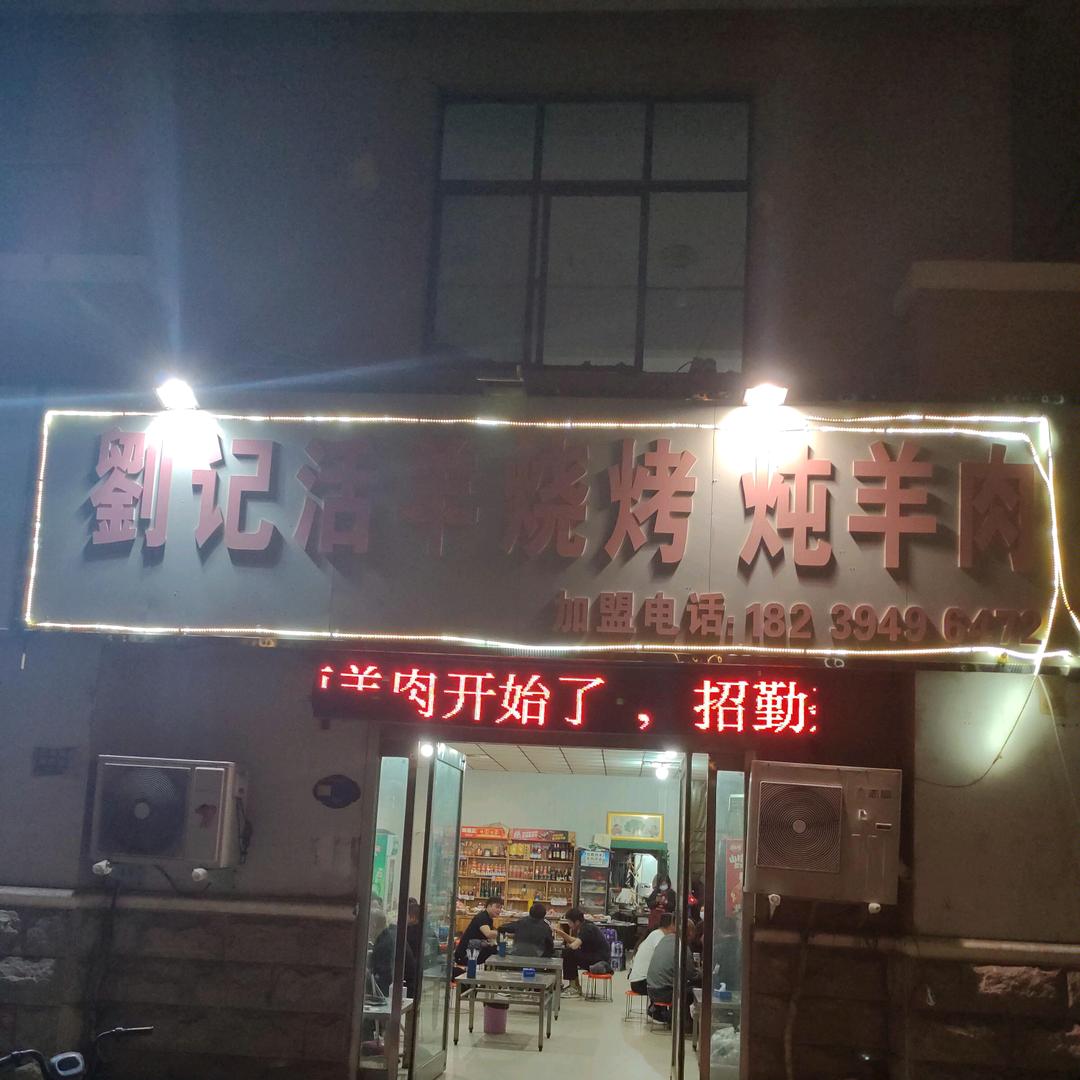 劉记活羊烧烤 炖羊肉
加盟电话:182 3949 6472
羊肉开始了，招勤